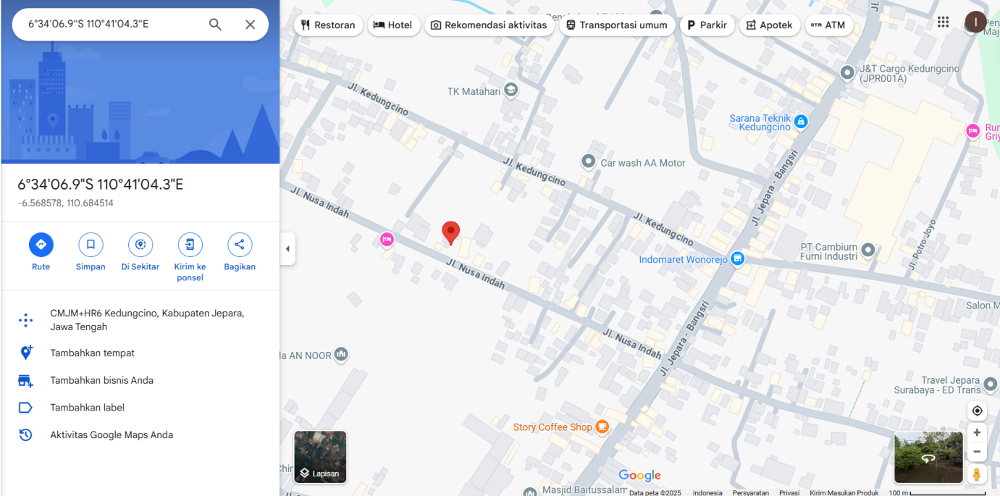 6°34'06.9"S 110°41'04.3"E
6°34'06.9"S 110°41'04.3"E
-6.568578, 110.684514
Rute
Simpan
Di Sekitar
Kirim ke
ponsel
Bagikan
CMJM+HR6 Kedungcino, Kabupaten Jepara,
Jawa Tengah
Tambahkan tempat
Tambahkan bisnis Anda
Tambahkan label
Aktivitas Google Maps Anda
Restoran
Hotel
Rekomendasi aktivitas
Transportasi umum
Parkir
Apotek
ATM
ATM
I
Jl.
J&T Cargo Kedungcino
(JPR001A)
Jl. Kedungcino
TK Matahari
Sarana Teknik
Kedungcino
Jl. Kedungcino
Car wash AA Motor
Jl. Jepara - Bangsri
Jl. Nusa Indah
Jl. Kedungcino
Indomaret Wonorejo
PT Cambium
Furni Industri
Jl. Potro Joyo
Jl. Nusa Indah
Salon
Jl. Nusa Indah
Jl. Jepara - Bangsri
AN NOOR
Travel Jepara
Surabaya - ED Trans
Story Coffee Shop
Lapisan
Google
Masjid Baitussalam
Data peta ©2025
Indonesia
Persyaratan
Privasi
Kirim Masukan Produk
100 m